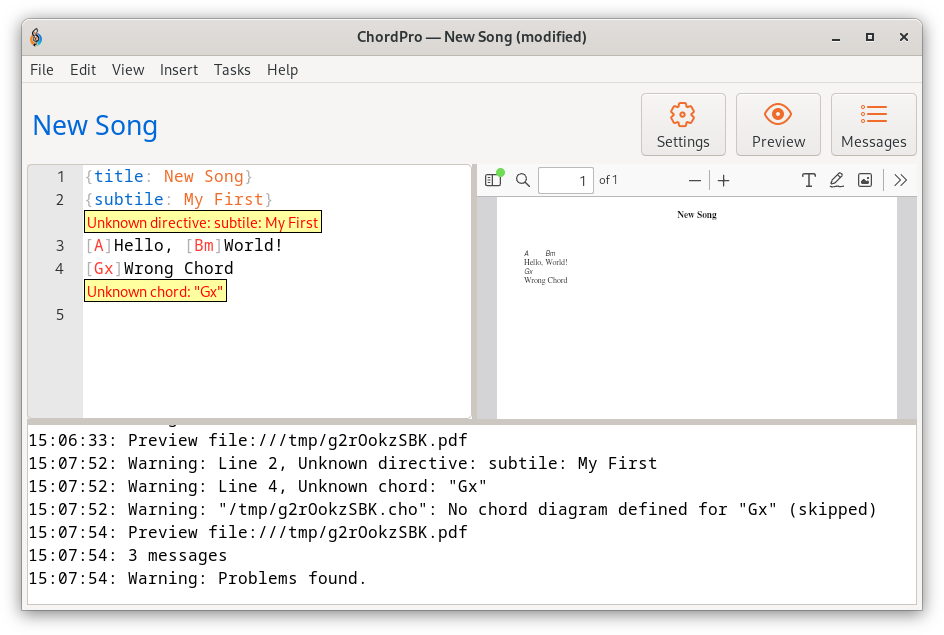 ChordPro — New Song (modified)
File Edit View Insert Tasks Help
New Song
Settings Preview Messages
1 {title: New Song}
2 {subtile: My First}
Unknown directive: subtile: My First
3 [A]Hello, [Bm]World!
4 [Gx]Wrong Chord
Unknown chord: "Gx"
5
1 of 1
New Song
A Bm
Hello, World!
Gx
Wrong Chord
15:06:33: Preview file:///tmp/g2rOokzSBK.pdf
15:07:52: Warning: Line 2, Unknown directive: subtile: My First
15:07:52: Warning: Line 4, Unknown chord: "Gx"
15:07:52: Warning: "/tmp/g2rOokzSBK.cho": No chord diagram defined for "Gx" (skipped)
15:07:54: Preview file:///tmp/g2rOokzSBK.pdf
15:07:54: 3 messages
15:07:54: Warning: Problems found.